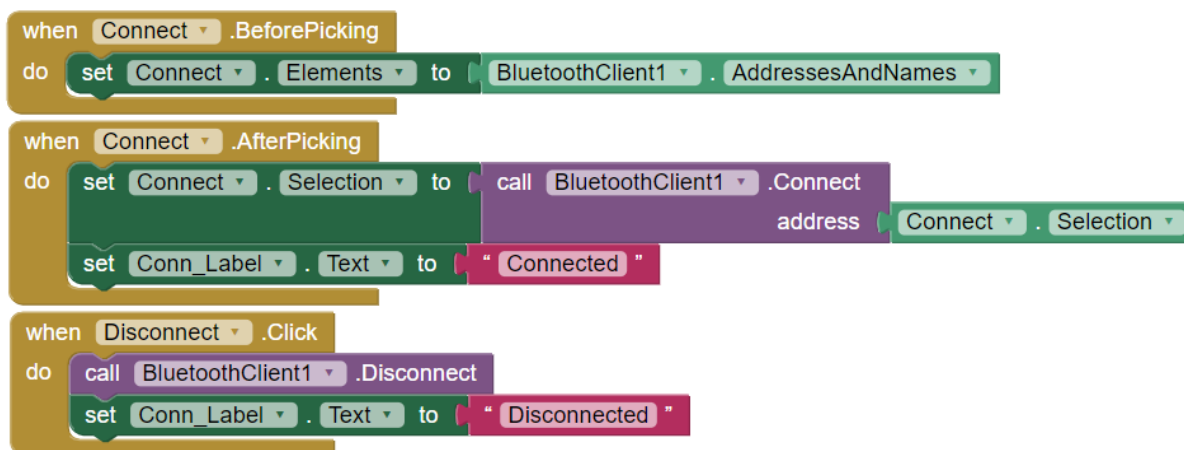 when Connect .BeforePicking
do set Connect . Elements to BluetoothClient1 . AddressesAndNames
when Connect .AfterPicking
do set Connect . Selection to call BluetoothClient1 .Connect
address Connect . Selection
set Conn_Label . Text to “ Connected ”
when Disconnect .Click
do call BluetoothClient1 .Disconnect
set Conn_Label . Text to “ Disconnected ”